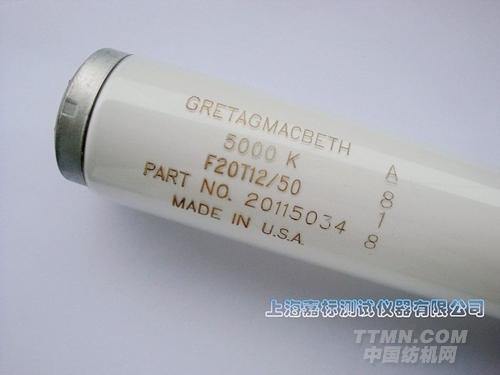 GRETAGMACBETH
5000 K
F20T12/50
PART NO. 20115034
MADE IN U.S.A.
A
8
1
8
上海嘉标测试仪器有限公司
TTMN.COM
中国纺机网